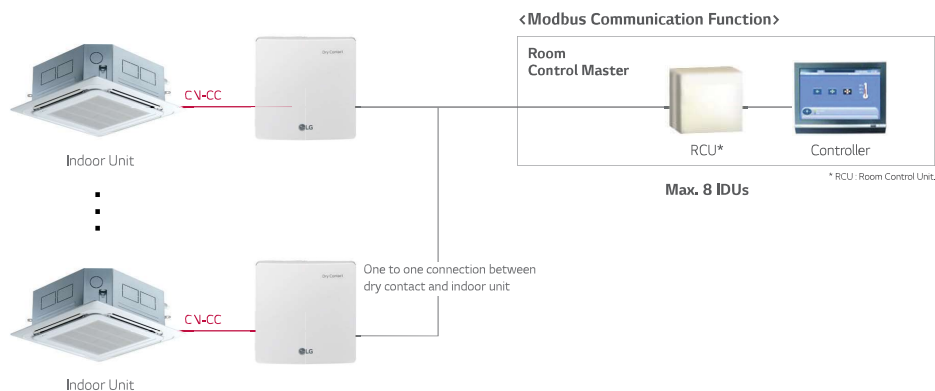 <Modbus Communication Function>
Room
Control Master
Dry Contact
CN-CC
LG
Indoor Unit
RCU*
Controller
* RCU : Room Control Unit.
Max. 8 IDUs
One to one connection between
dry contact and indoor unit
Dry Contact
CN-CC
LG
Indoor Unit